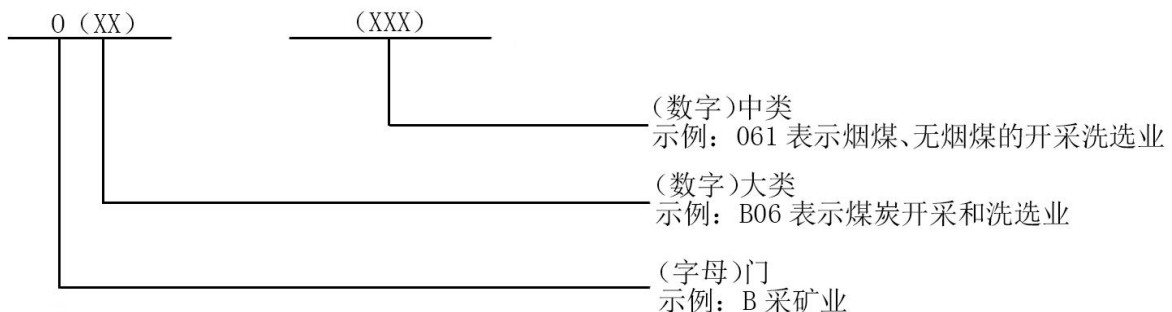 0（XX）
（XXX）
（数字）中类
示例：061 表示烟煤、无烟煤的开采洗选业
（数字）大类
示例：B06 表示煤炭开采和洗选业
（字母）门
示例：B 采矿业